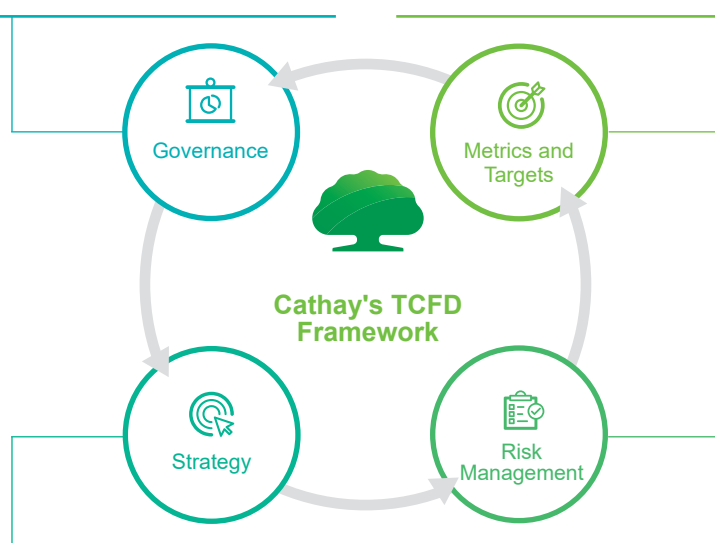 Governance
Metrics and
Targets
Cathay's TCFD
Framework
Strategy
Risk
Management